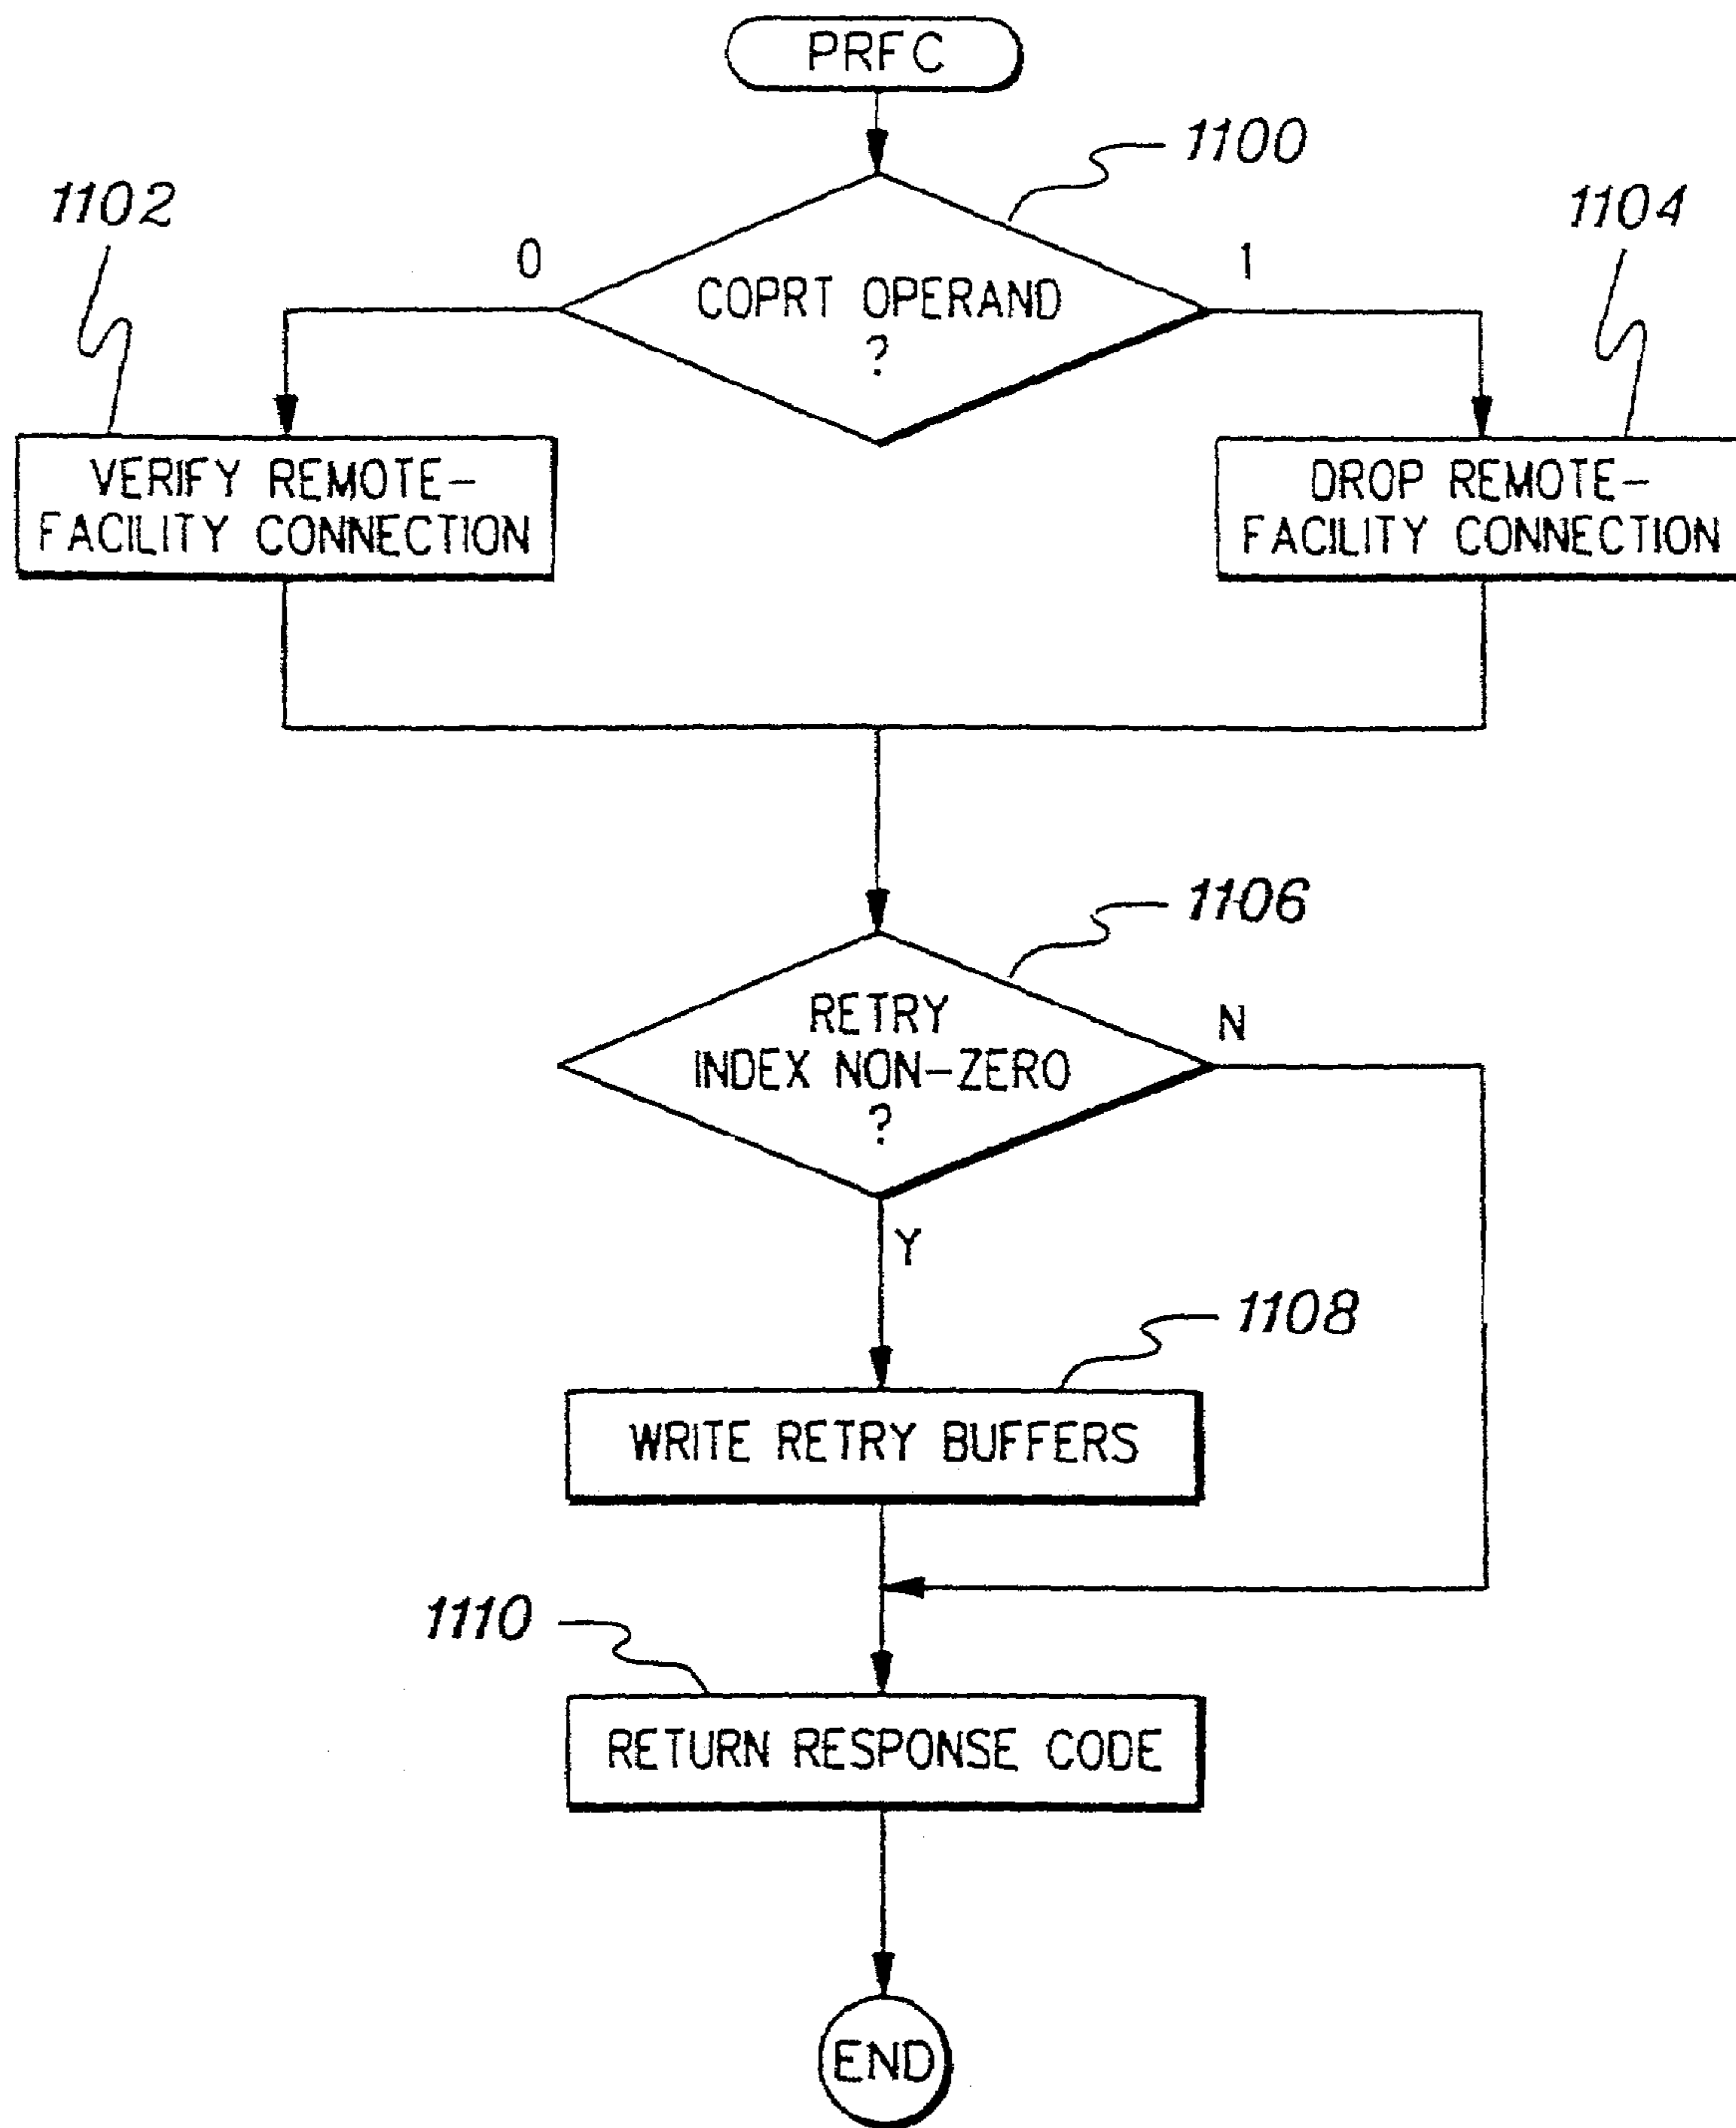 PRFC
1100
1102
1104
0
1
COPRT OPERAND
?
VERIFY REMOTE-
FACILITY CONNECTION
DROP REMOTE-
FACILITY CONNECTION
1106
RETRY
INDEX NON-ZERO
?
N
Y
1108
WRITE RETRY BUFFERS
1110
RETURN RESPONSE CODE
END